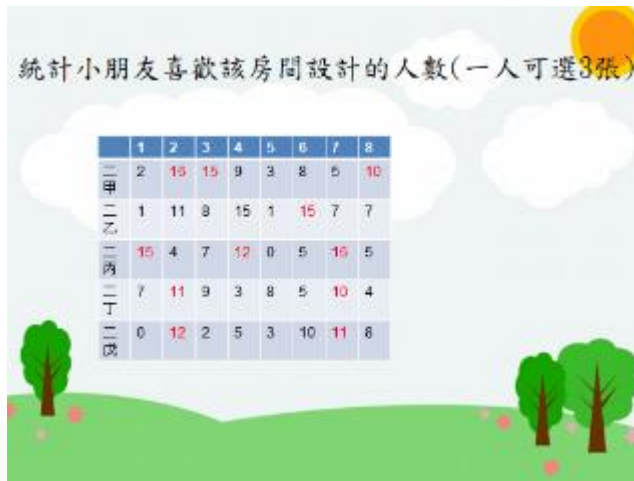 統計小朋友喜歡該房間設計的人數(一人可選3張)
1 2 3 4 5 6 7 8
二甲 2 16 15 9 3 8 5 10
二乙 1 11 8 15 1 15 7 7
二丙 15 4 7 12 0 5 16 5
二丁 7 11 9 3 8 5 10 4
二戊 0 12 2 5 3 10 11 8